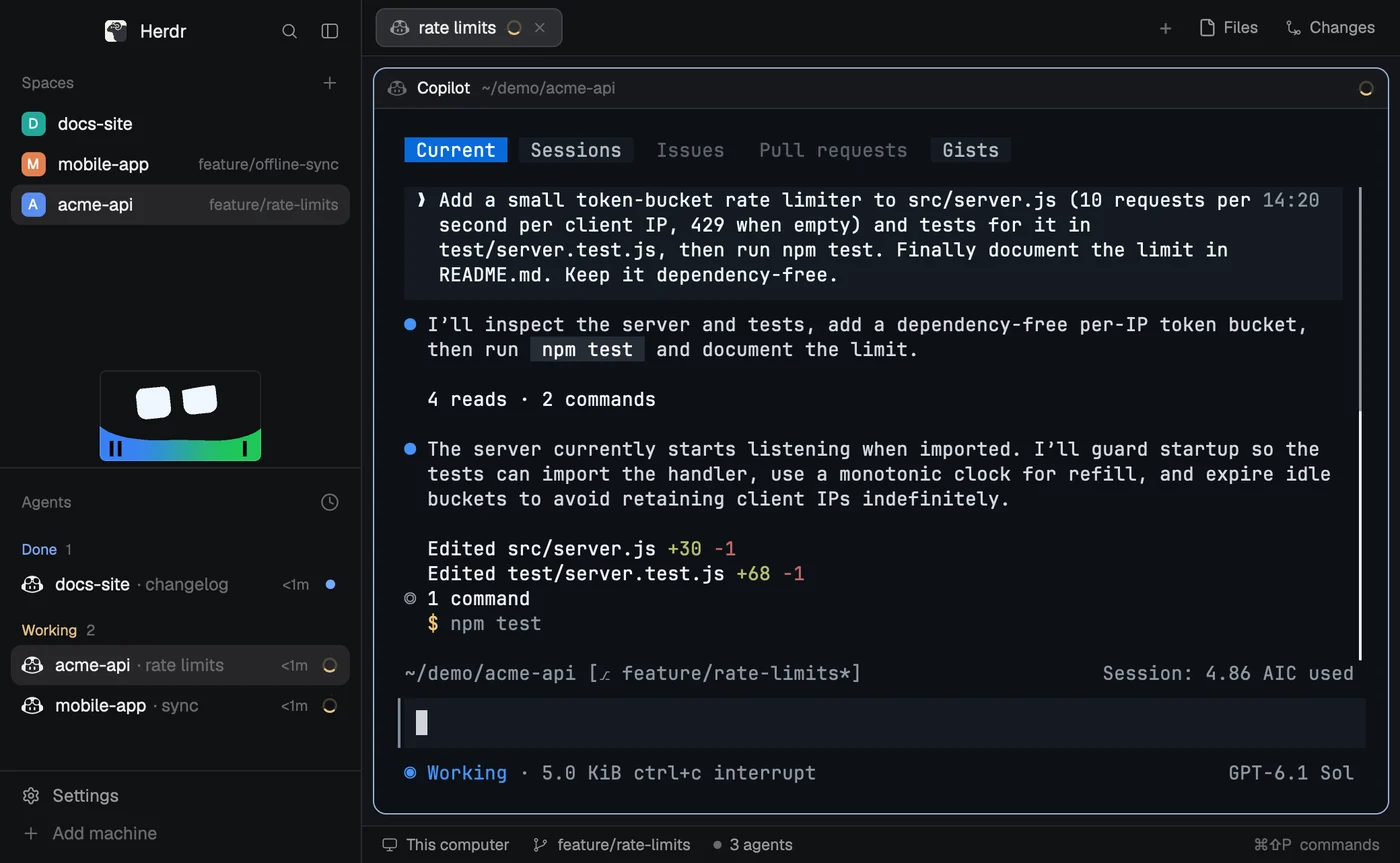 Herdr
Spaces
D docs-site
M mobile-app feature/offline-sync
A acme-api feature/rate-limits
Agents
Done 1
docs-site · changelog <1m
Working 2
acme-api · rate limits <1m
mobile-app · sync <1m
Settings
+ Add machine
rate limits ×
+ Files Changes
Copilot ~/demo/acme-api
Current Sessions Issues Pull requests Gists
❯ Add a small token-bucket rate limiter to src/server.js (10 requests per 14:20
second per client IP, 429 when empty) and tests for it in
test/server.test.js, then run npm test. Finally document the limit in
README.md. Keep it dependency-free.
● I’ll inspect the server and tests, add a dependency-free per-IP token bucket,
then run npm test and document the limit.
4 reads · 2 commands
● The server currently starts listening when imported. I’ll guard startup so the
tests can import the handler, use a monotonic clock for refill, and expire idle
buckets to avoid retaining client IPs indefinitely.
Edited src/server.js +30 -1
Edited test/server.test.js +68 -1
◎ 1 command
$ npm test
~/demo/acme-api [⎇ feature/rate-limits*] Session: 4.86 AIC used
◉ Working · 5.0 KiB ctrl+c interrupt GPT-6.1 Sol
This computer feature/rate-limits ● 3 agents ⌘⇧P commands